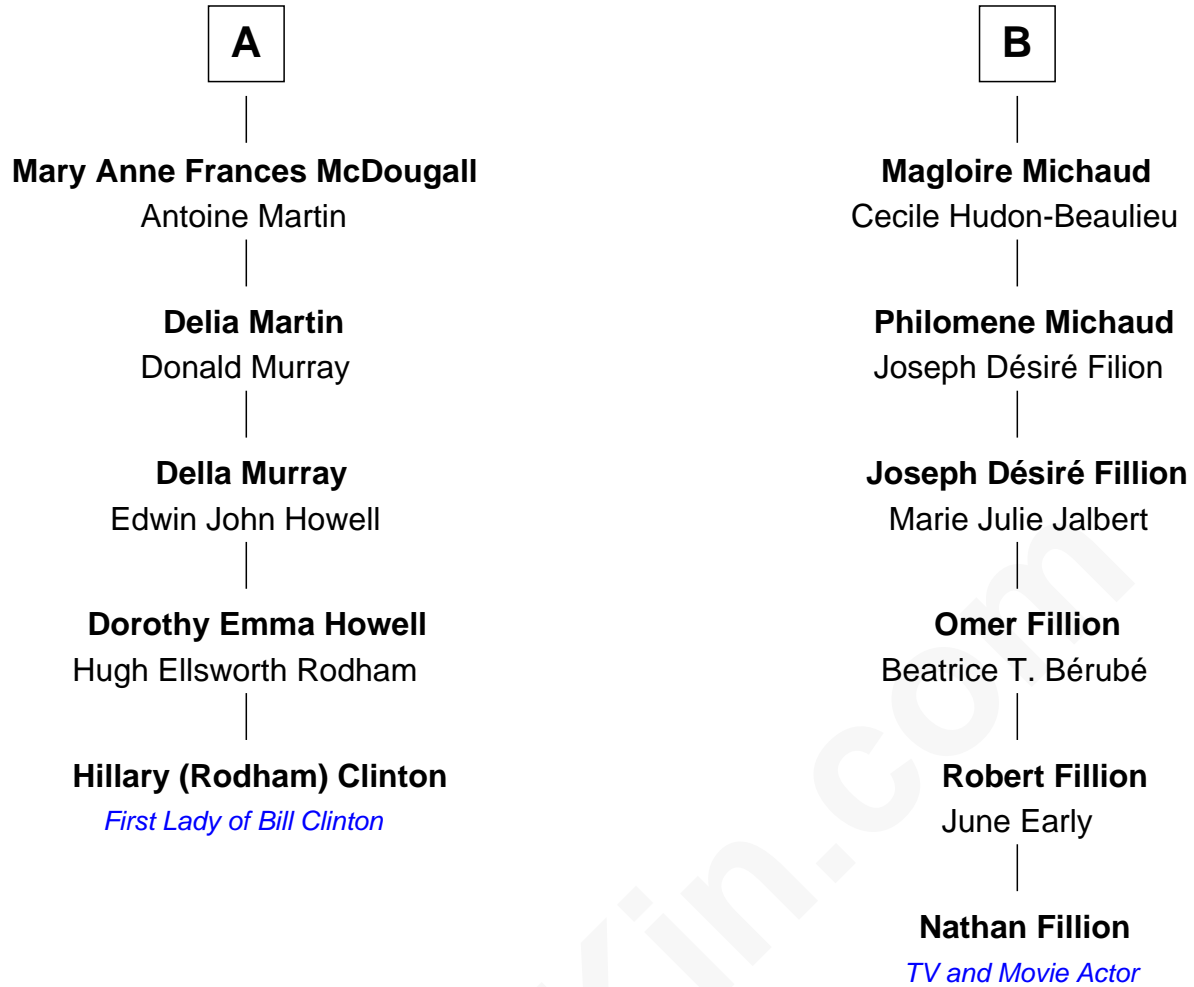 A
Mary Anne Frances McDougall
Antoine Martin
Delia Martin
Donald Murray
Della Murray
Edwin John Howell
Dorothy Emma Howell
Hugh Ellsworth Rodham
Hillary (Rodham) Clinton
First Lady of Bill Clinton
B
Magloire Michaud
Cecile Hudon-Beaulieu
Philomene Michaud
Joseph Désiré Filion
Joseph Désiré Fillion
Marie Julie Jalbert
Omer Fillion
Beatrice T. Bérubé
Robert Fillion
June Early
Nathan Fillion
TV and Movie Actor